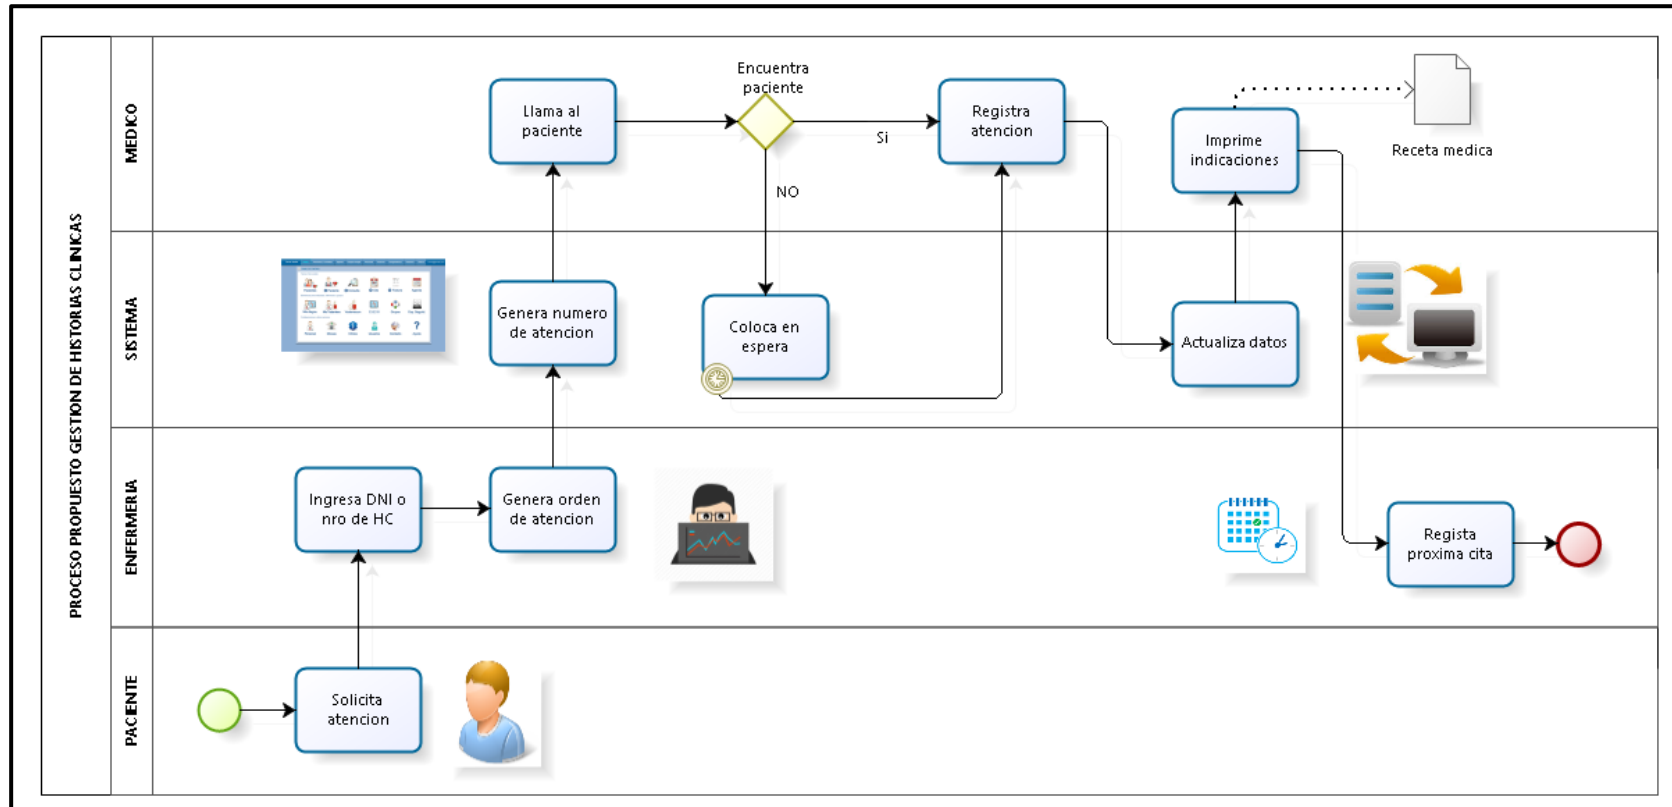 PROCESO PROPUESTO GESTION DE HISTORIAS CLINICAS
MEDICO
Llama al
paciente
Encuentra
paciente
Si
NO
Registra
atencion
Imprime
indicaciones
Receta medica
SISTEMA
Genera numero
de atencion
Coloca en
espera
Actualiza datos
ENFERMERIA
Ingresa DNI o
nro de HC
Genera orden
de atencion
Regista
proxima cita
PACIENTE
Solicita
atencion